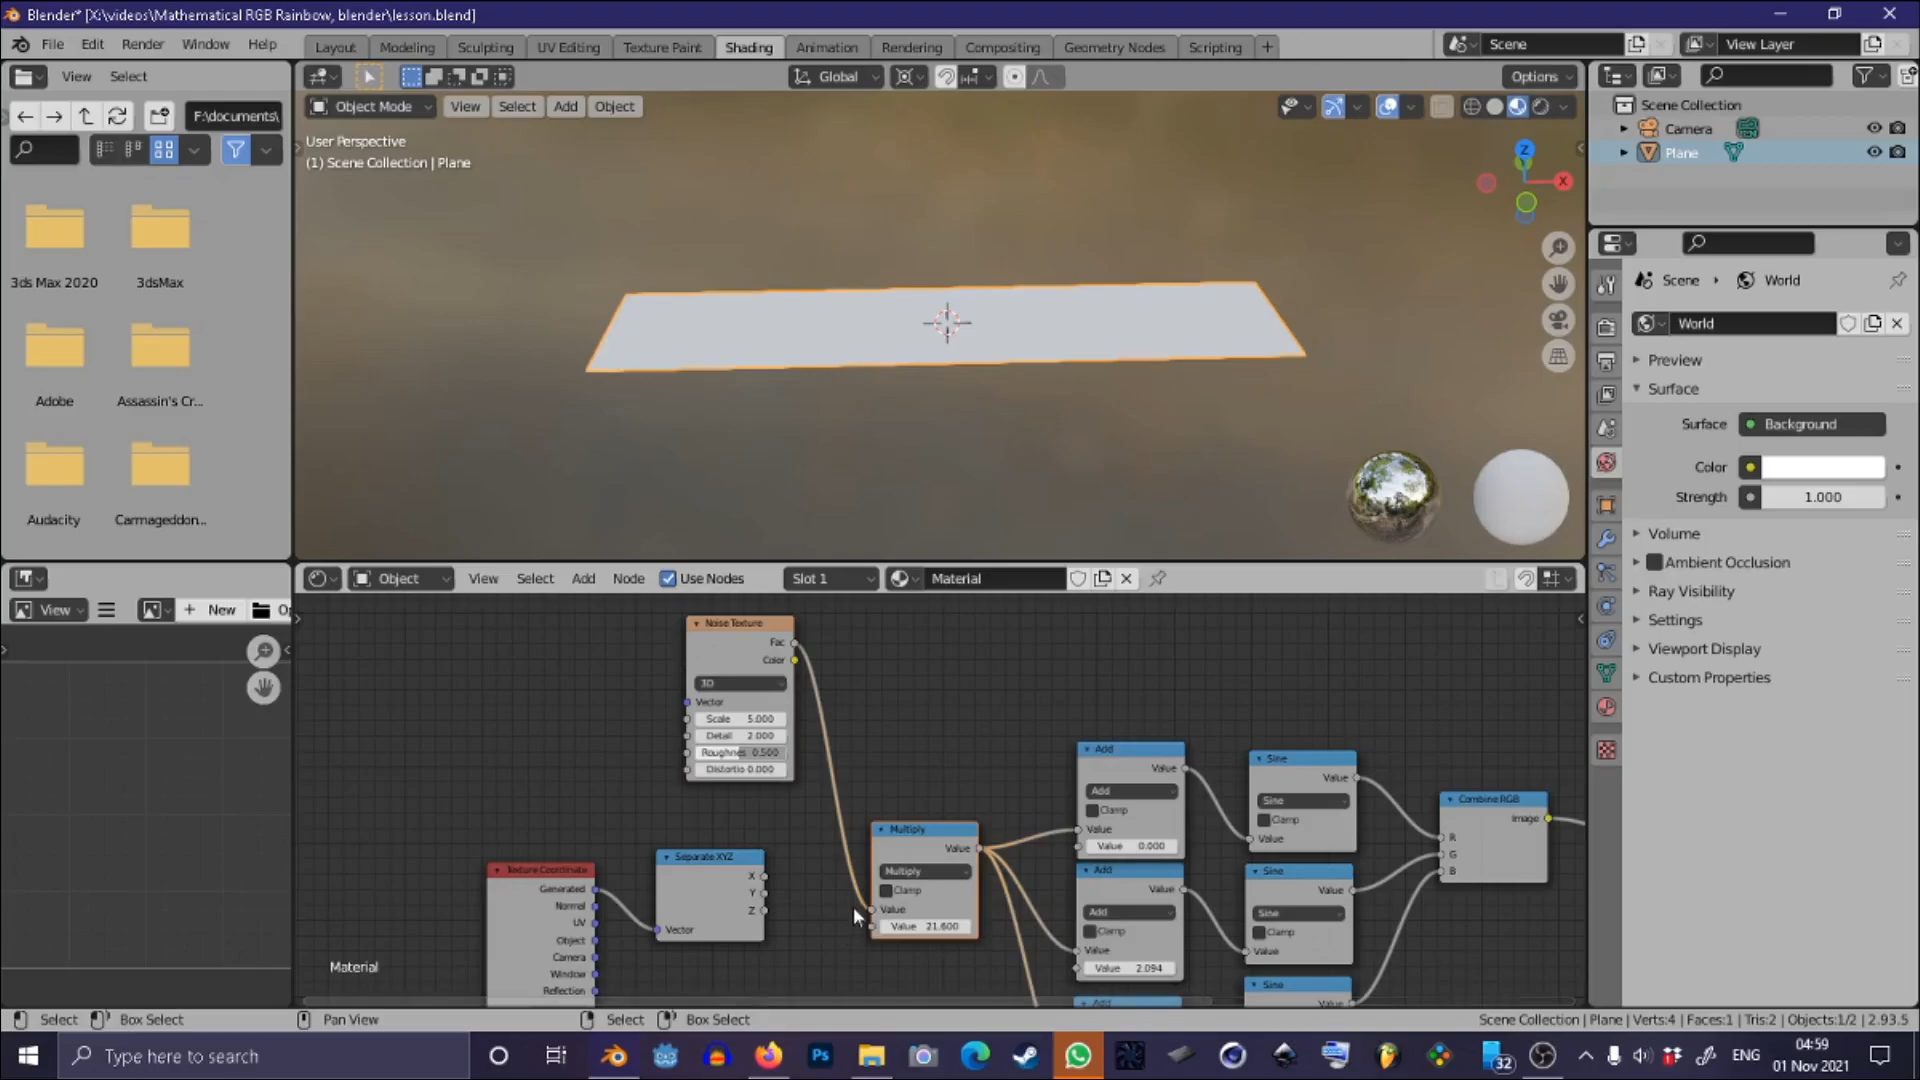 Blender* [X:\videos\Mathematical RGB Rainbow, blender\lesson.blend]
File Edit Render Window Help
Layout Modeling Sculpting UV Editing Texture Paint Shading Animation Rendering Compositing Geometry Nodes Scripting +
Scene
View Layer
View Select
Global
Options
F:\documents\
Object Mode View Select Add Object
User Perspective
(1) Scene Collection | Plane
Z
Y
X
3ds Max 2020 3dsMax
Adobe Assassin's Cr...
Audacity Carmageddon...
Scene Collection
Camera
Plane
Scene World
World
Preview
Surface
Surface Background
Color
Strength 1.000
Volume
Ambient Occlusion
Ray Visibility
Settings
Viewport Display
Custom Properties
View + New
Object View Select Add Node Use Nodes Slot 1 Material
Noise Texture
Fac
Color
3D
Vector
Scale 5.000
Detail 2.000
Roughnes 0.500
Distortio 0.000
Texture Coordinate
Generated
Normal
UV
Object
Camera
Window
Reflection
Separate XYZ
X
Y
Z
Vector
Multiply
Value
Multiply
Clamp
Value
Value 21.600
Add
Value
Add
Clamp
Value
Value 0.000
Add
Value
Add
Clamp
Value
Value 2.094
Add
Sine
Value
Sine
Clamp
Value
Sine
Value
Sine
Clamp
Value
Sine
Value
Combine RGB
Image
R
G
B
Material
Select Box Select Pan View Select Box Select
Scene Collection | Plane | Verts:4 | Faces:1 | Tris:2 | Objects:1/2 | 2.93.5
Type here to search
Ps
32
ENG
04:59
01 Nov 2021